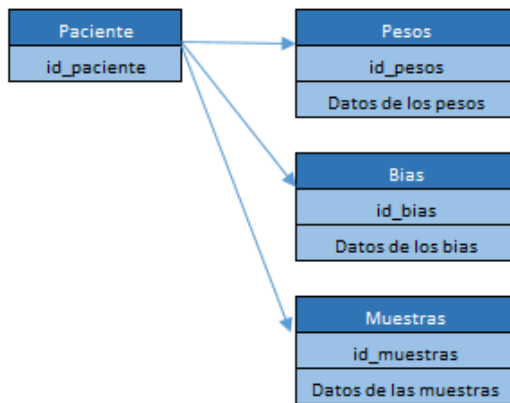 Paciente
id_paciente
Pesos
id_pesos
Datos de los pesos
Bias
id_bias
Datos de los bias
Muestras
id_muestras
Datos de las muestras